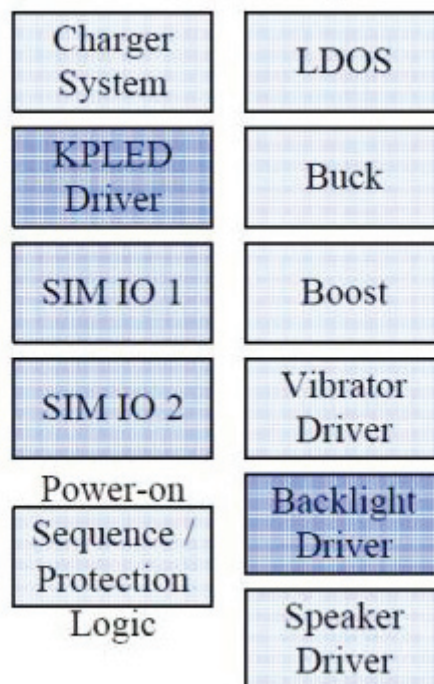 Charger
System
KPLED
Driver
SIM IO 1
SIM IO 2
Power-on
Sequence /
Protection
Logic
LDOS
Buck
Boost
Vibrator
Driver
Backlight
Driver
Speaker
Driver